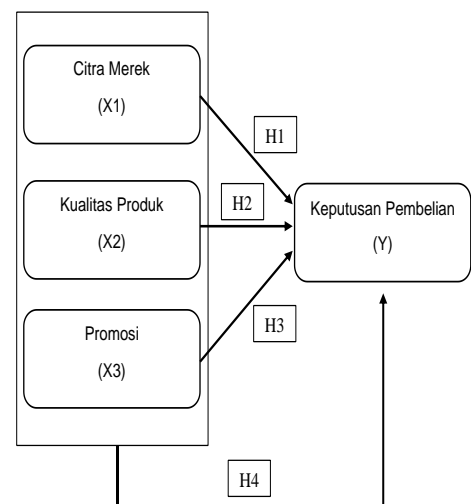 Citra Merek
(X1)
H1
Kualitas Produk
(X2)
H2
Keputusan Pembelian
(Y)
Promosi
(X3)
H3
H4